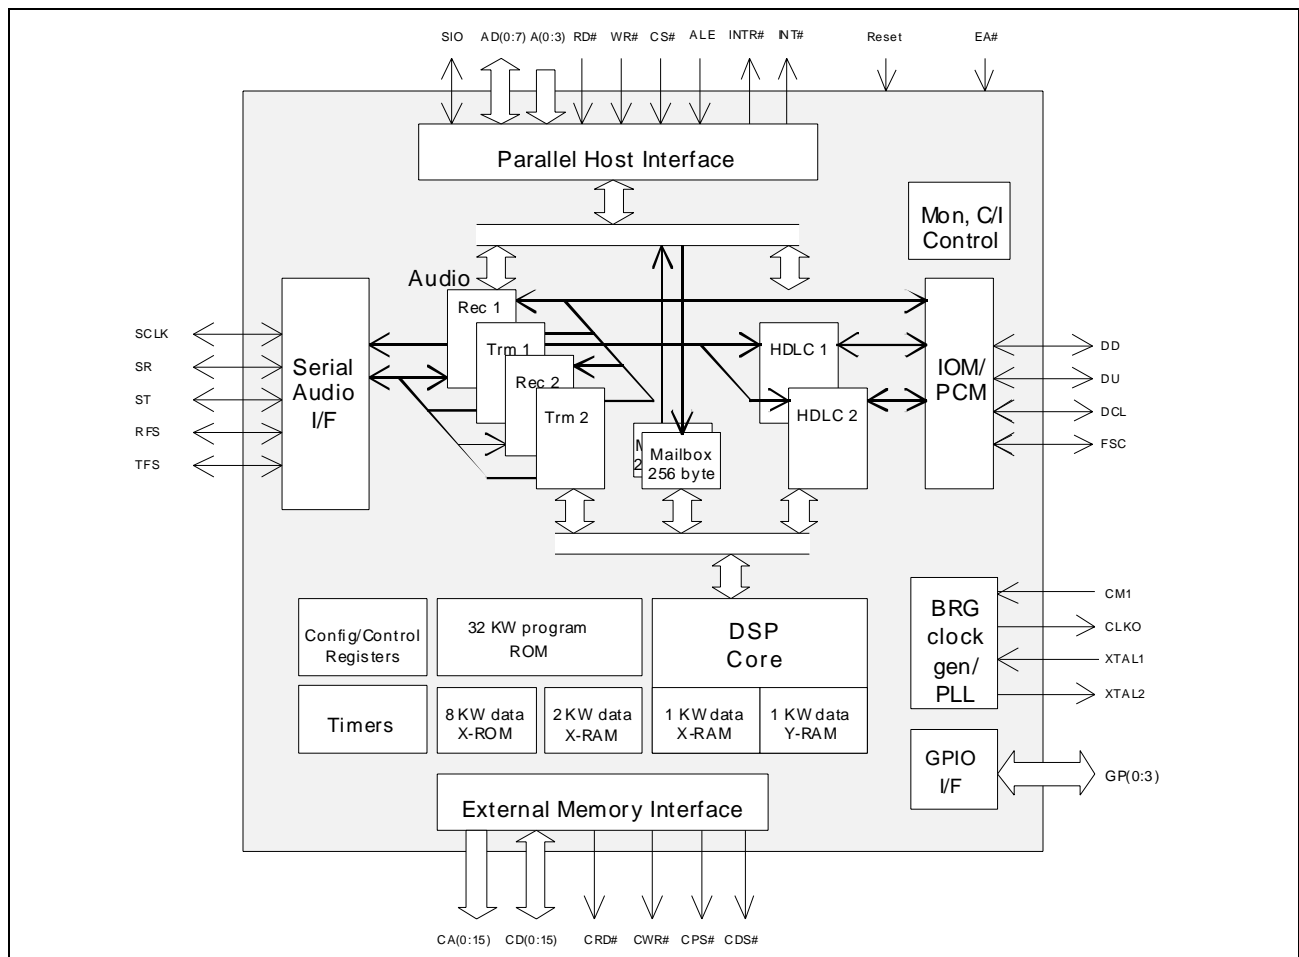 SIO AD(0:7) A(0:3) RD# WR# CS# ALE INTR# INT# Reset EA#
Parallel Host Interface
Mon, C/I
Control
Audio
Rec 1
Trm 1
Rec 2
Trm 2
SCLK
SR
ST
RFS
TFS
Serial
Audio
I/F
HDLC 1
HDLC 2
M
2
Mailbox
256 byte
IOM/
PCM
DD
DU
DCL
FSC
Config/Control
Registers
32 KW program
ROM
DSP
Core
BRG
clock
gen/
PLL
CM1
CLKO
XTAL1
XTAL2
Timers
8 KW data
X-ROM
2 KW data
X-RAM
1 KW data
X-RAM
1 KW data
Y-RAM
GPIO
I/F
GP(0:3)
External Memory Interface
CA(0:15) CD(0:15) CRD# CWR# CPS# CDS#